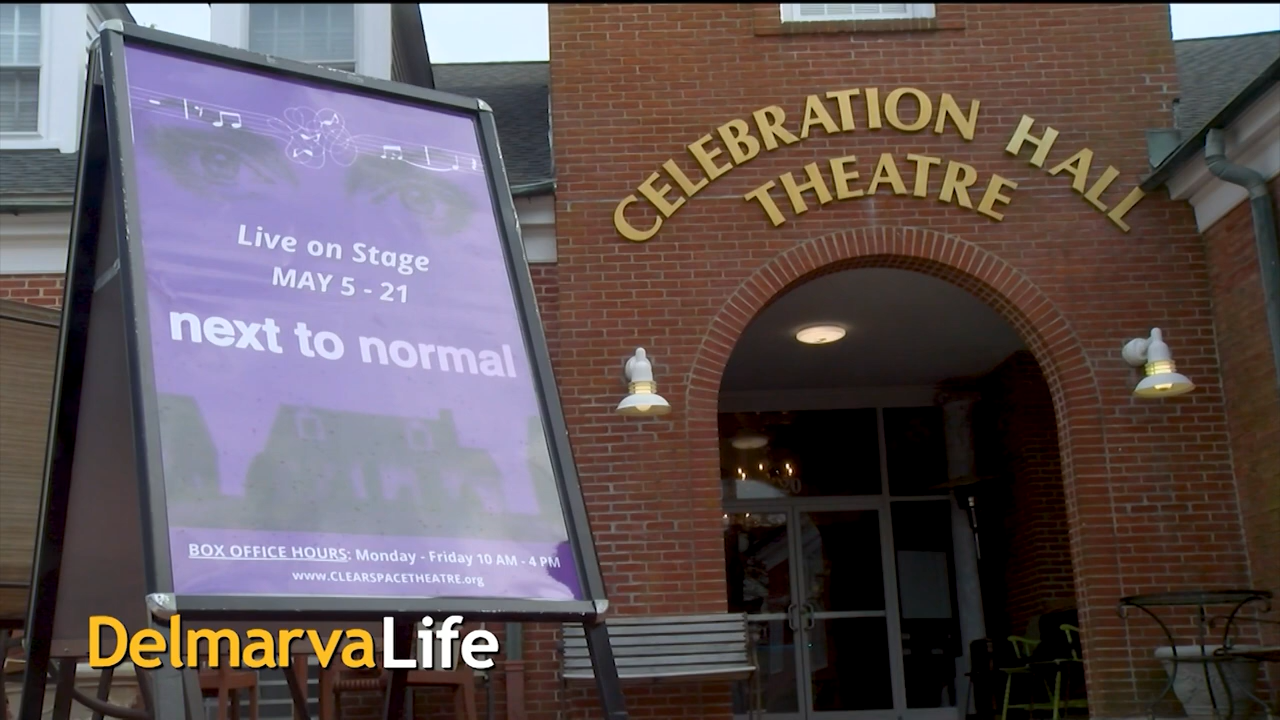 Live on Stage
MAY 5 - 21
next to normal
BOX OFFICE HOURS: Monday - Friday 10 AM - 4 PM
www.CLEARSPACETHEATRE.org
CELEBRATION HALL
THEATRE
DelmarvaLife